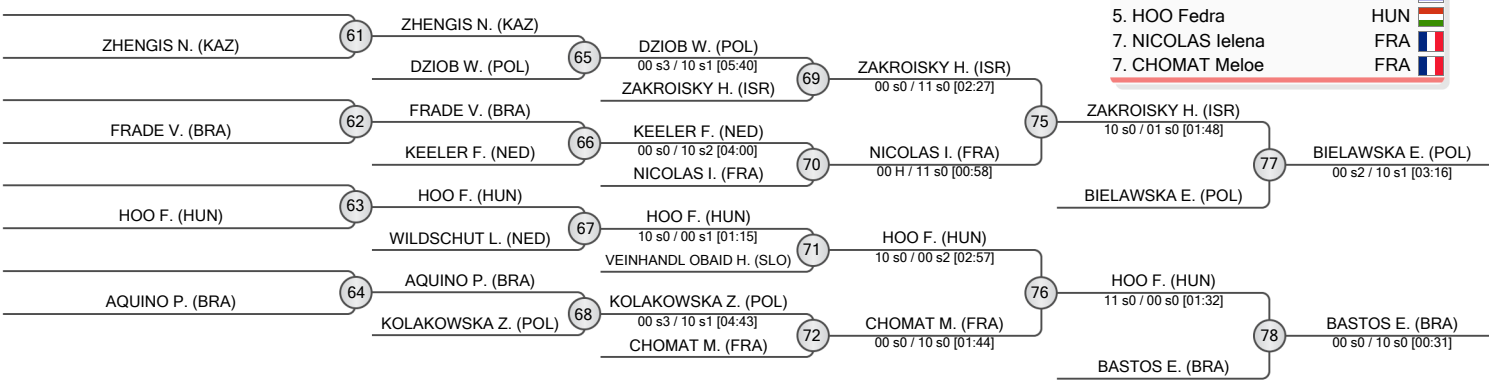 5. HOO Fedra HUN
7. NICOLAS Ielena FRA
7. CHOMAT Meloe FRA
61
ZHENGIS N. (KAZ)
ZHENGIS N. (KAZ)
DZIOB W. (POL)
65
DZIOB W. (POL)
00 s3 / 10 s1 [05:40]
ZAKROISKY H. (ISR)
69
ZAKROISKY H. (ISR)
00 s0 / 11 s0 [02:27]
62
FRADE V. (BRA)
FRADE V. (BRA)
KEELER F. (NED)
66
KEELER F. (NED)
00 s0 / 10 s2 [04:00]
NICOLAS I. (FRA)
70
NICOLAS I. (FRA)
00 H / 11 s0 [00:58]
75
ZAKROISKY H. (ISR)
10 s0 / 01 s0 [01:48]
BIELAWSKA E. (POL)
77
BIELAWSKA E. (POL)
00 s2 / 10 s1 [03:16]
63
HOO F. (HUN)
HOO F. (HUN)
WILDSCHUT L. (NED)
67
HOO F. (HUN)
10 s0 / 00 s1 [01:15]
VEINHANDL OBAID H. (SLO)
71
HOO F. (HUN)
10 s0 / 00 s2 [02:57]
64
AQUINO P. (BRA)
AQUINO P. (BRA)
KOLAKOWSKA Z. (POL)
68
KOLAKOWSKA Z. (POL)
00 s3 / 10 s1 [04:43]
CHOMAT M. (FRA)
72
CHOMAT M. (FRA)
00 s0 / 10 s0 [01:44]
76
HOO F. (HUN)
11 s0 / 00 s0 [01:32]
BASTOS E. (BRA)
78
BASTOS E. (BRA)
00 s0 / 10 s0 [00:31]